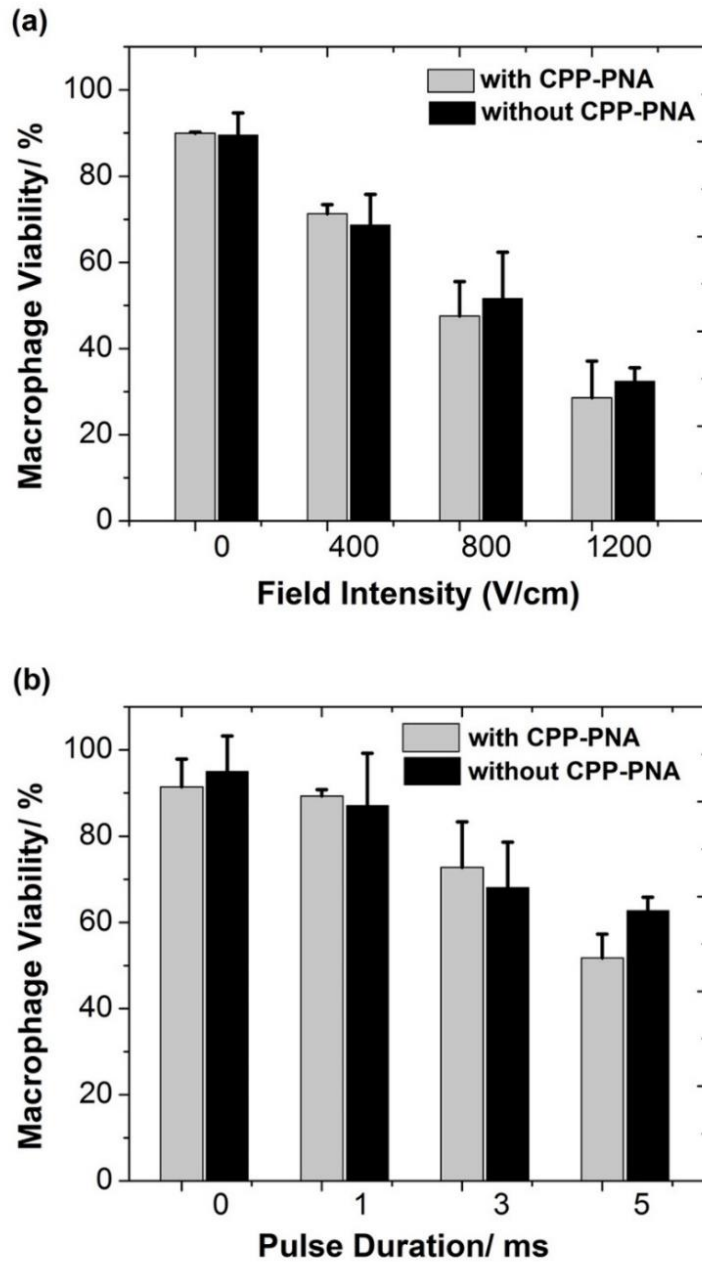 (a)
with CPP-PNA
without CPP-PNA
100
80
60
40
20
0
Macrophage Viability/ %
0 400 800 1200
Field Intensity (V/cm)
(b)
with CPP-PNA
without CPP-PNA
100
80
60
40
20
0
Macrophage Viability/ %
0 1 3 5
Pulse Duration/ ms